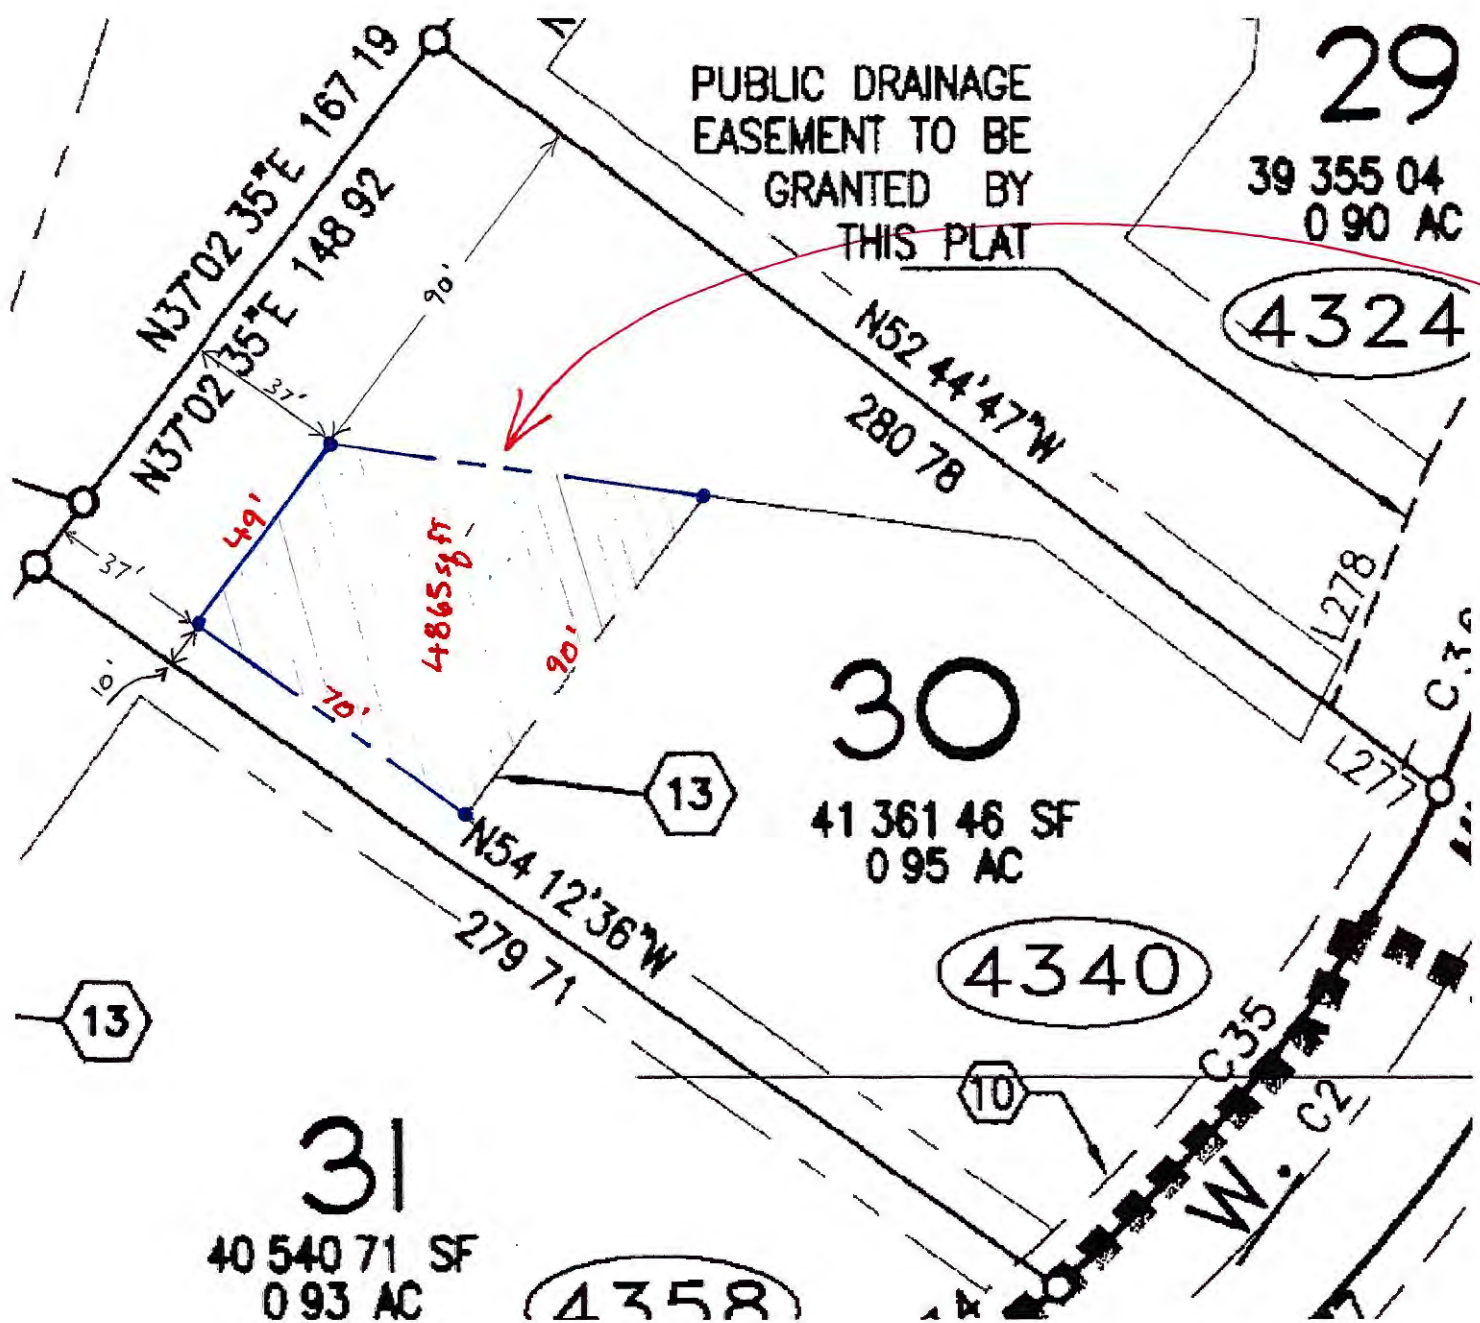 N37°02 35"E 167 19
N37°02 35"E 148 92
PUBLIC DRAINAGE
EASEMENT TO BE
GRANTED BY
THIS PLAT
29
39 355 04
0 90 AC
4324
90'
37'
N52 44'47"W
280 78
49'
37'
4865 sq ft
90'
10'
70'
L278
L277
30
41 361 46 SF
0 95 AC
13
N54 12'36"W
279 71
4340
13
C35
10
C2
W.
31
40 540 71 SF
0 93 AC
4358